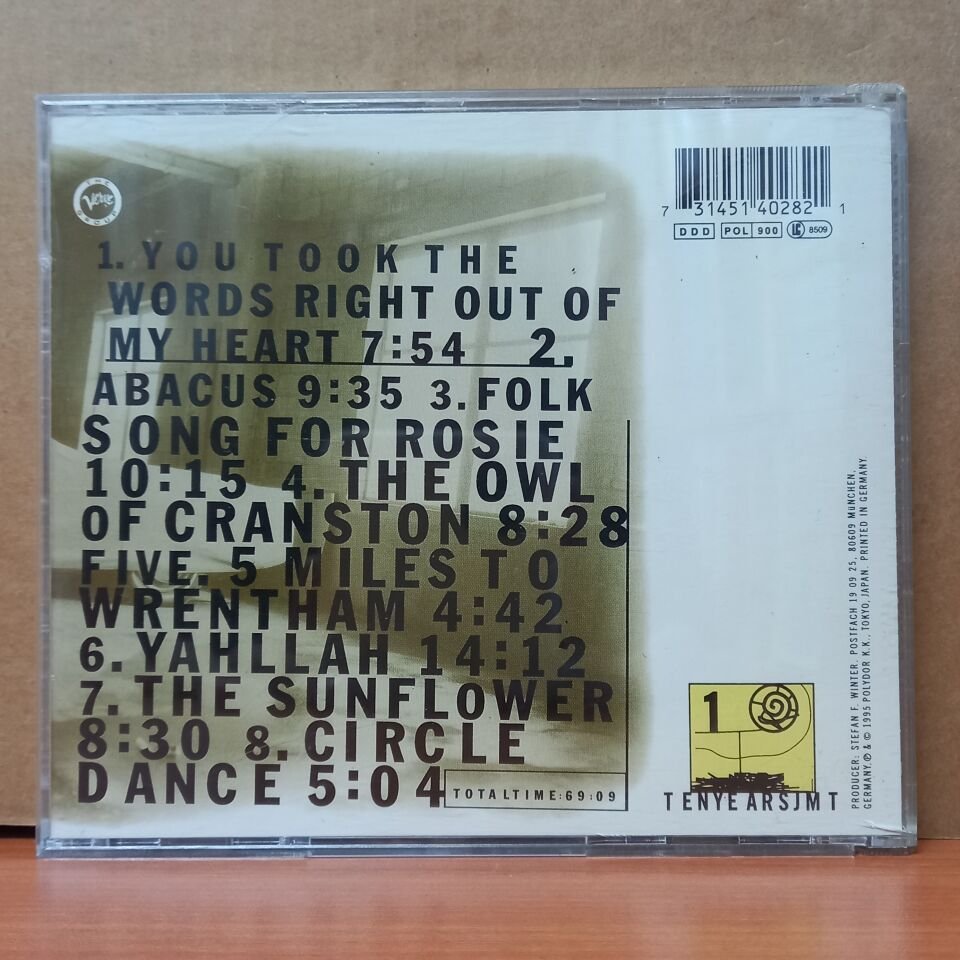 THE
Verve
GROUP
7 31451 40282 1
DDD POL 900 LC 8509
1. YOU TOOK THE
WORDS RIGHT OUT OF
MY HEART 7:54 2.
ABACUS 9:35 3. FOLK
SONG FOR ROSIE
10:15 4. THE OWL
OF CRANSTON 8:28
FIVE. 5 MILES TO
WRENTHAM 4:42
6. YAHLLAH 14:12
7. THE SUNFLOWER
8:30 8. CIRCLE
DANCE 5:04
TOTALTIME:69:09
1
TENYEARSJMT
PRODUCER: STEFAN F. WINTER. POSTFACH 19 09 25, 80609 MÜNCHEN,
GERMANY. ℗ & © 1995 POLYDOR K.K., TOKYO, JAPAN. PRINTED IN GERMANY.